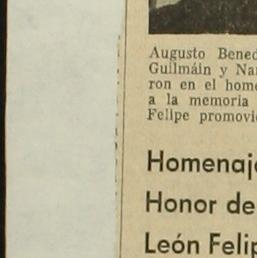 Augusto Bened
Guilmáin y Na
ron en el home
a la memoria
Felipe promovi
Homenaj
Honor de
León Felip